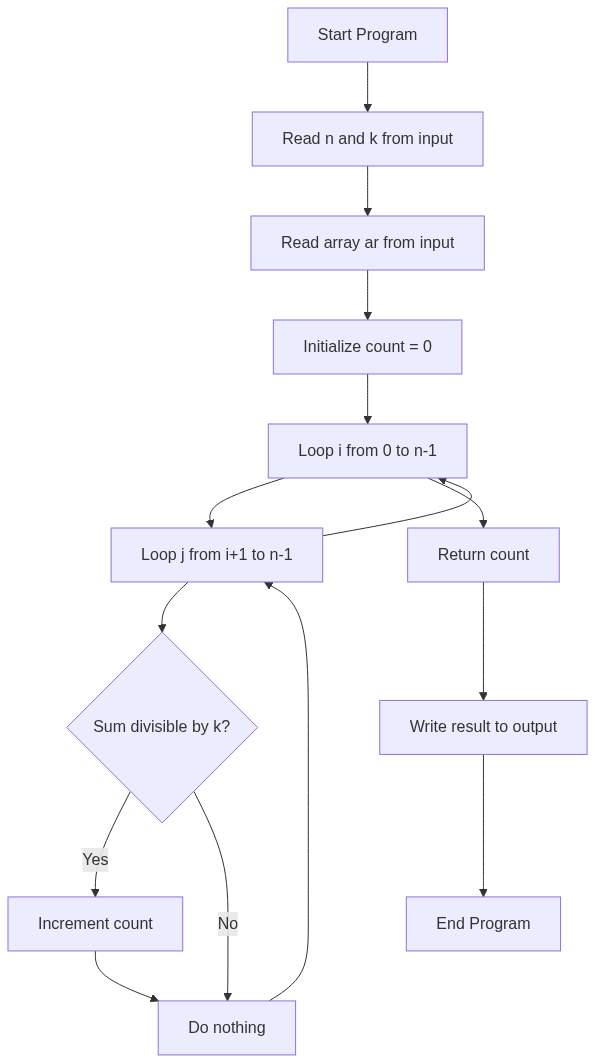 Start Program
Read n and k from input
Read array ar from input
Initialize count = 0
Loop i from 0 to n-1
Loop j from i+1 to n-1
Return count
Sum divisible by k?
Write result to output
Yes
No
Increment count
End Program
Do nothing